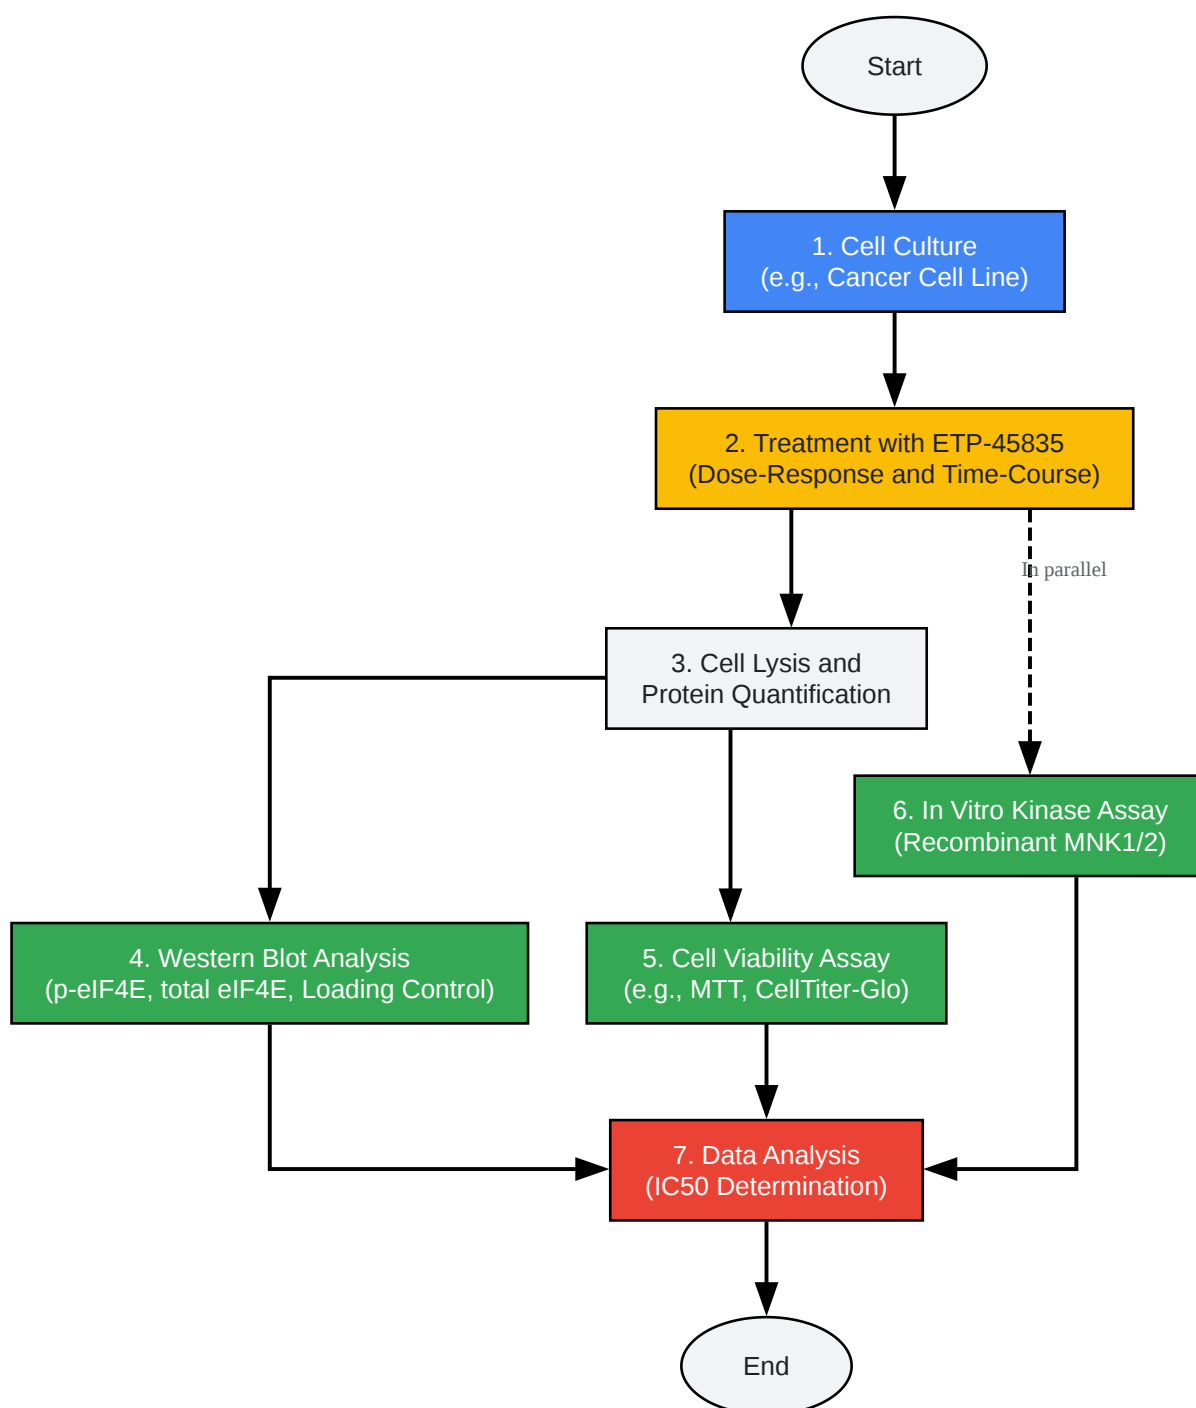 Start
1. Cell Culture
(e.g., Cancer Cell Line)
2. Treatment with ETP-45835
(Dose-Response and Time-Course)
In parallel
3. Cell Lysis and
Protein Quantification
6. In Vitro Kinase Assay
(Recombinant MNK1/2)
4. Western Blot Analysis
(p-eIF4E, total eIF4E, Loading Control)
5. Cell Viability Assay
(e.g., MTT, CellTiter-Glo)
7. Data Analysis
(IC50 Determination)
End